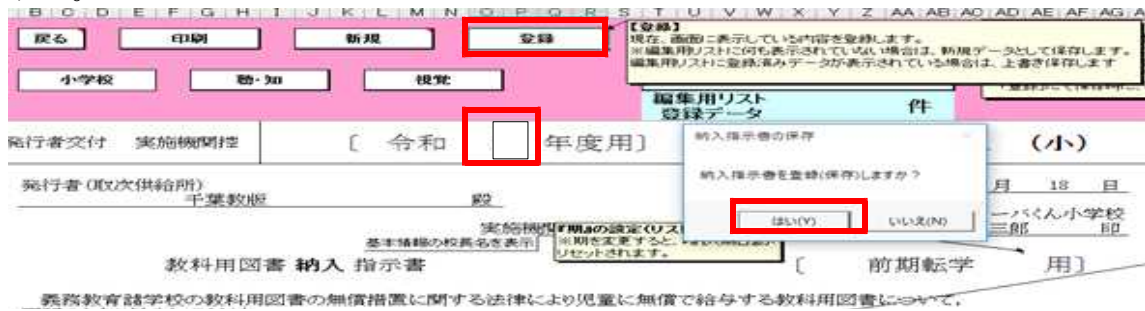 B C D E F G H I J K L M N O P Q R S T U V W X Y Z AA AB AC AD AE AF AG A
戻る 印刷 新規 登録
【登録】
現在、画面に表示している内容を登録します。
※編集用リストに何も表示されていない場合は、新規データとして保存します。
編集用リストに登録済みデータが表示されている場合は、上書き保存します
小学校 聴・知 視覚
編集用リスト
登録データ 件
発行者交付 実施機関控 〔 令和 年度用〕 (小)
納入指示書の保存
納入指示書を登録(保存)しますか?
はい(Y) いいえ(N)
発行者(取次供給所)
千葉教販 殿
月 18 日
ーバくん小学校
三郎 印
実施機関
基本情報の校長名を表示
※期を変更すると、
リセットされます。
教科用図書 納入 指示書 〔 前期転学 用〕
義務教育諸学校の教科用図書の無償措置に関する法律により児童に無償で給与する教科用図書について,